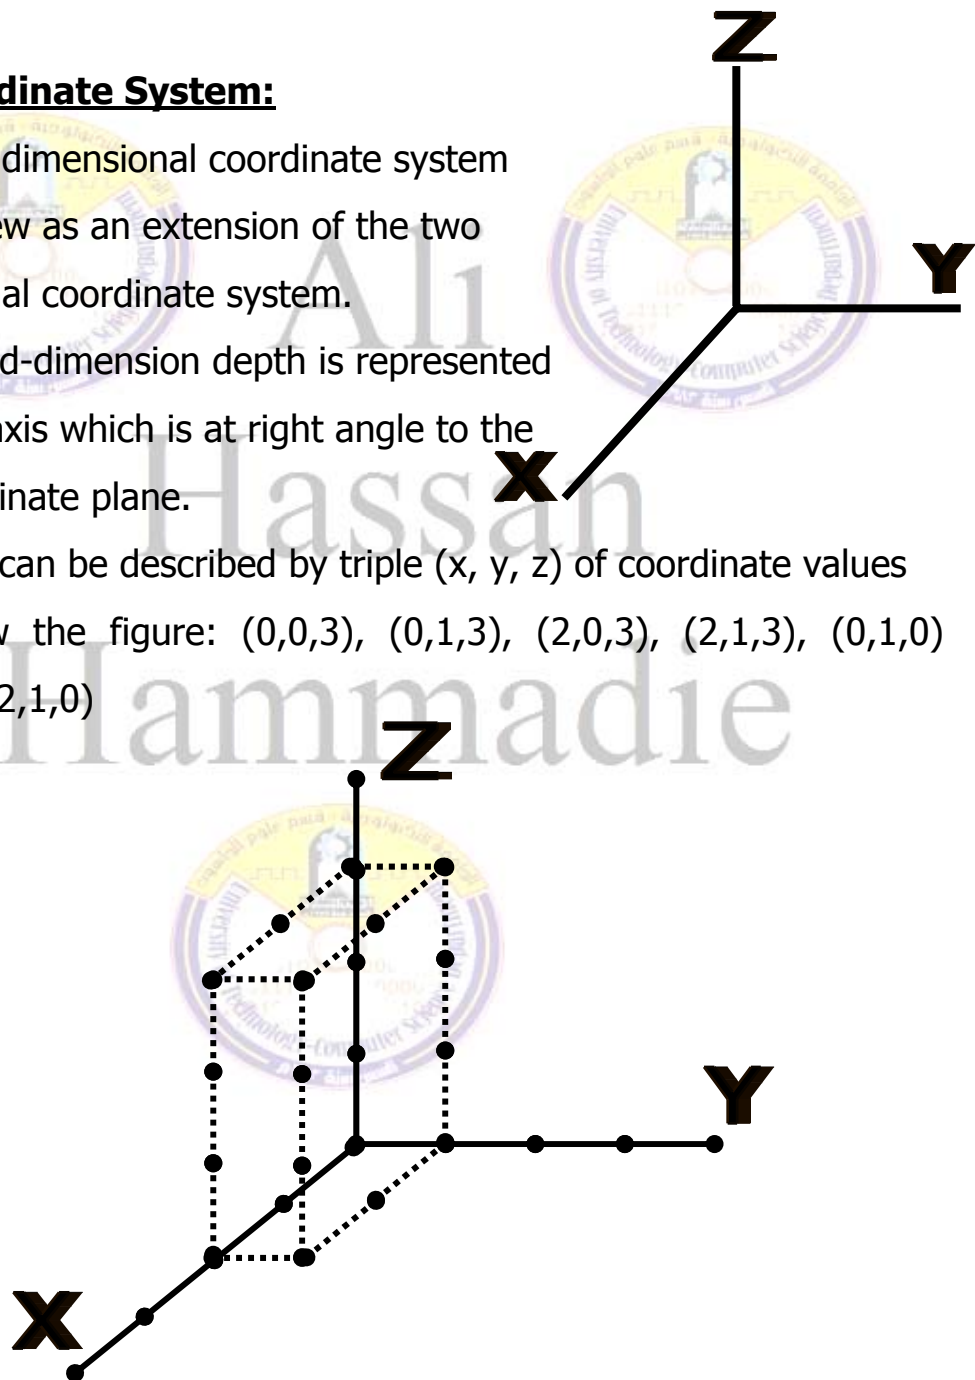 Z
dinate System:
dimensional coordinate system
ew as an extension of the two
al coordinate system.
Y
d-dimension depth is represented
axis which is at right angle to the
X
inate plane.
can be described by triple (x, y, z) of coordinate values
w the figure: (0,0,3), (0,1,3), (2,0,3), (2,1,3), (0,1,0)
2,1,0)
Ali
Hassan
Hammadie
Z
Y
X